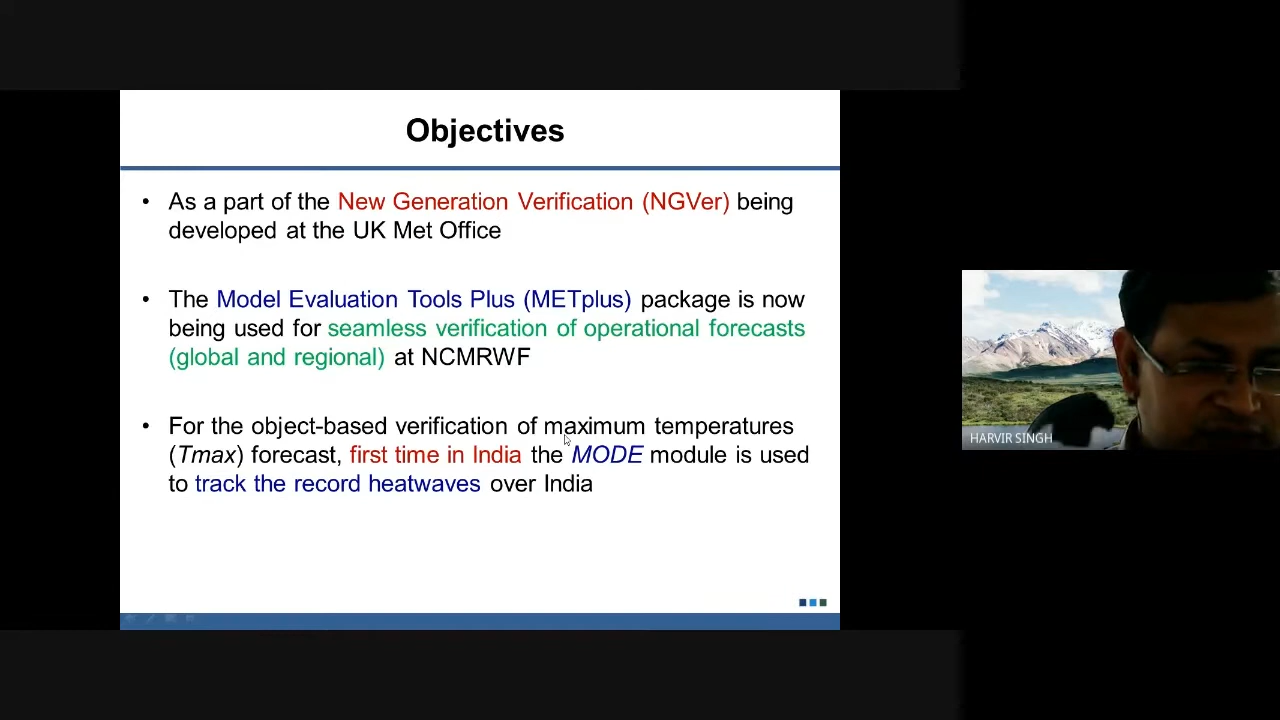 Objectives
• As a part of the New Generation Verification (NGVer) being
developed at the UK Met Office
• The Model Evaluation Tools Plus (METplus) package is now
being used for seamless verification of operational forecasts
(global and regional) at NCMRWF
• For the object-based verification of maximum temperatures
(Tmax) forecast, first time in India the MODE module is used
to track the record heatwaves over India
HARVIR SINGH